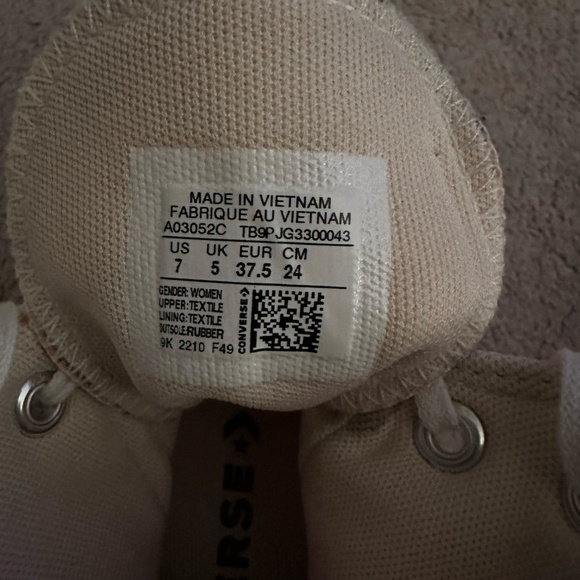 MADE IN VIETNAM
FABRIQUE AU VIETNAM
A03052C TB9PJG3300043
US UK EUR CM
7 5 37.5 24
GENDER: WOMEN
UPPER: TEXTILE
LINING: TEXTILE
OUTSOLE: RUBBER
9K 2210 F49
CONVERSE
ERSE